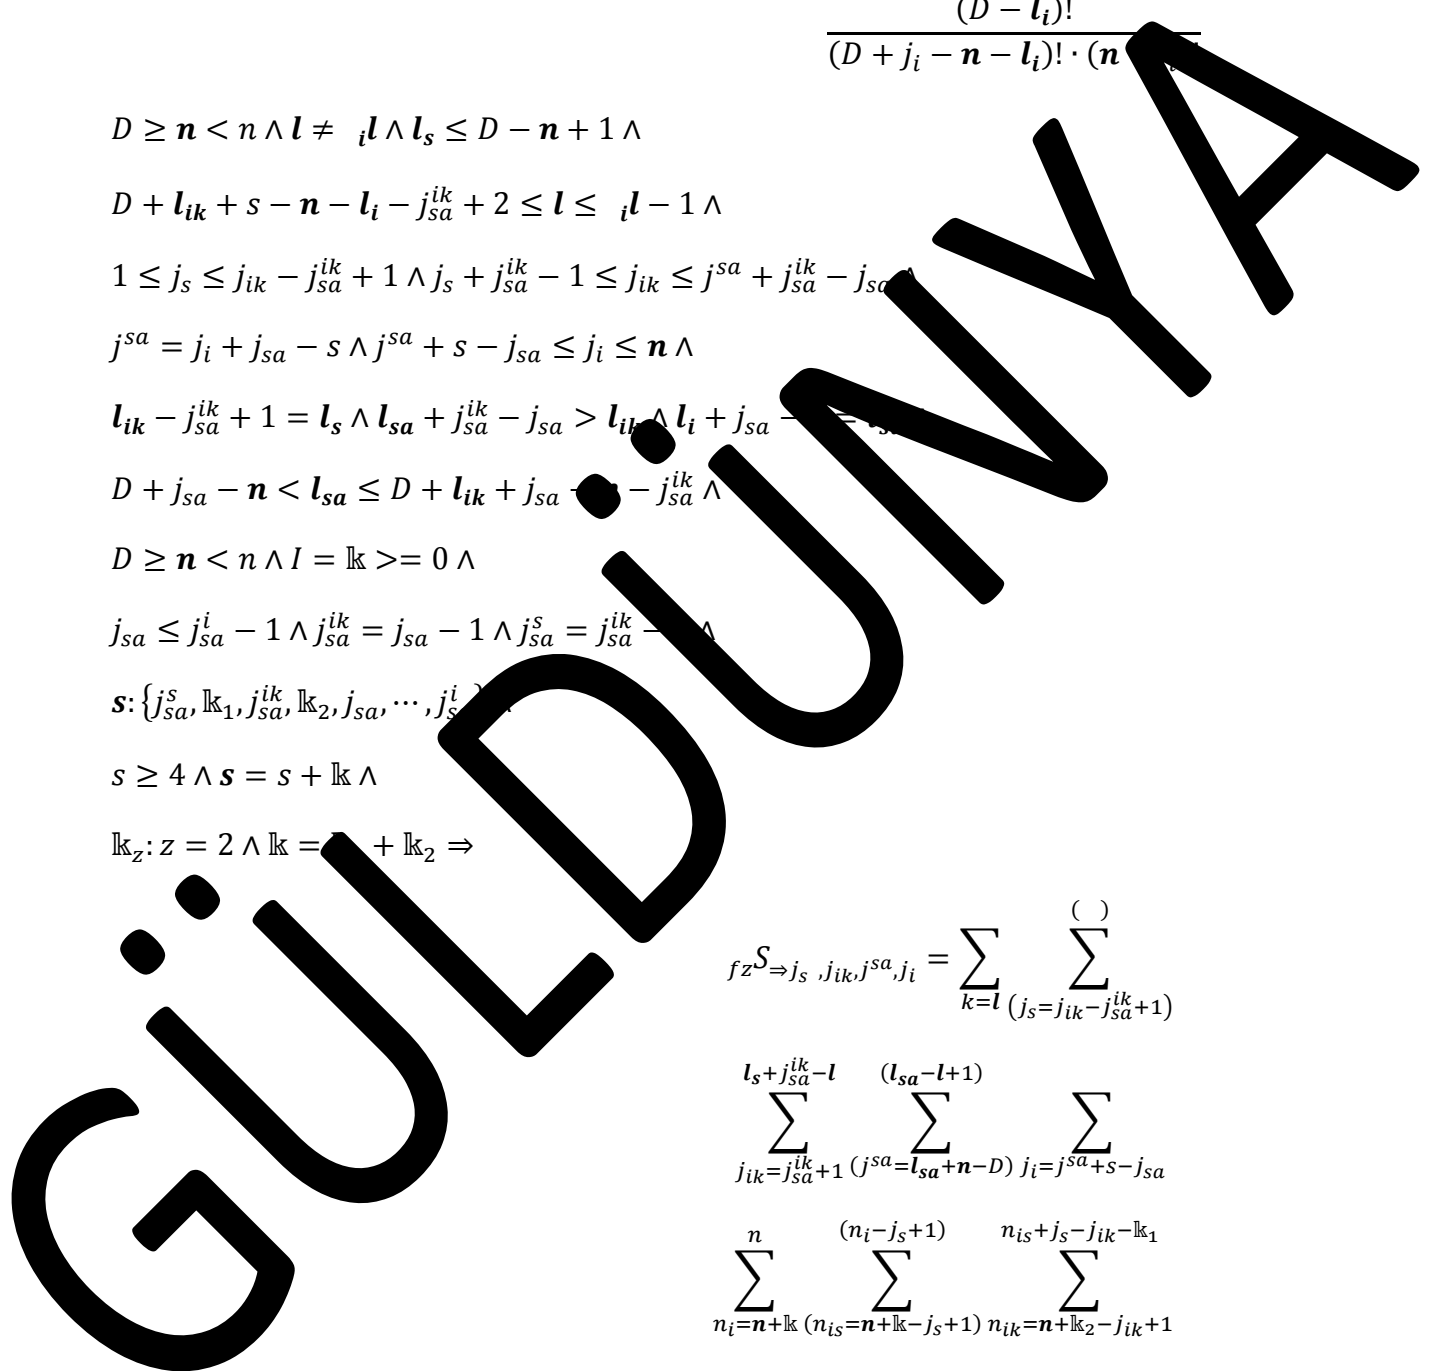 (D − l_i)!
(D + j_i − n − l_i)! · (n
D ≥ n < n ∧ l ≠ _il ∧ l_s ≤ D − n + 1 ∧
D + l_ik + s − n − l_i − j_sa^ik + 2 ≤ l ≤ _il − 1 ∧
1 ≤ j_s ≤ j_ik − j_sa^ik + 1 ∧ j_s + j_sa^ik − 1 ≤ j_ik ≤ j^sa + j_sa^ik − j_sa ∧
j^sa = j_i + j_sa − s ∧ j^sa + s − j_sa ≤ j_i ≤ n ∧
l_ik − j_sa^ik + 1 = l_s ∧ l_sa + j_sa^ik − j_sa > l_ik ∧ l_i + j_sa −
D + j_sa − n < l_sa ≤ D + l_ik + j_sa − j_sa^ik ∧
D ≥ n < n ∧ I = 𝕜 >= 0 ∧
j_sa ≤ j_sa^i − 1 ∧ j_sa^ik = j_sa − 1 ∧ j_sa^s = j_sa^ik − ∧
s: {j_sa^s, 𝕜_1, j_sa^ik, 𝕜_2, j_sa, ⋯ ,
s ≥ 4 ∧ s = s + 𝕜 ∧
𝕜_z: z = 2 ∧ 𝕜 = + 𝕜_2 ⇒
( )
_fzS_⇒j_s ,j_ik,j^sa,j_i = ∑ ∑
k=l (j_s=j_ik−j_sa^ik+1)
l_s+j_sa^ik−l (l_sa−l+1)
∑ ∑ ∑
j_ik=j_sa^ik+1 (j^sa=l_sa+n−D) j_i=j^sa+s−j_sa
n (n_i−j_s+1) n_is+j_s−j_ik−𝕜_1
∑ ∑ ∑
n_i=n+𝕜 (n_is=n+𝕜−j_s+1) n_ik=n+𝕜_2−j_ik+1
GÜLDÜNYA